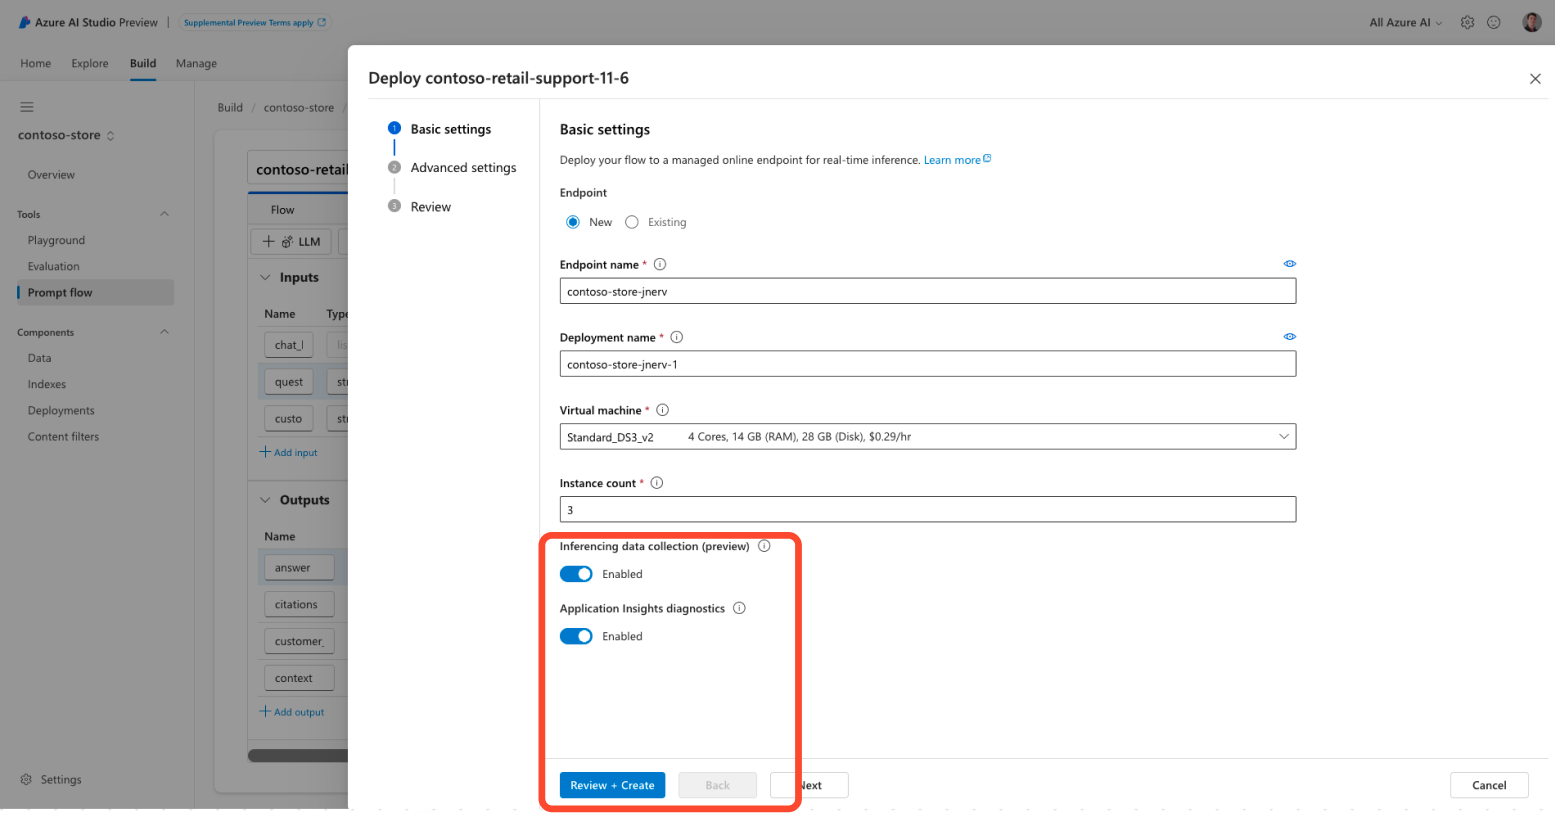 Azure AI Studio Preview | Supplemental Preview Terms apply
All Azure AI
Home Explore Build Manage
Build / contoso-store /
contoso-store
Overview
Tools
Playground
Evaluation
Prompt flow
Components
Data
Indexes
Deployments
Content filters
Settings
contoso-retail
Flow
LLM
Inputs
Name Type
chat_l lis
quest str
custo str
Add input
Outputs
Name
answer
citations
customer_
context
Add output
Deploy contoso-retail-support-11-6
1 Basic settings
2 Advanced settings
3 Review
Basic settings
Deploy your flow to a managed online endpoint for real-time inference. Learn more
Endpoint
New Existing
Endpoint name *
contoso-store-jnerv
Deployment name *
contoso-store-jnerv-1
Virtual machine *
Standard_DS3_v2 4 Cores, 14 GB (RAM), 28 GB (Disk), $0.29/hr
Instance count *
3
Inferencing data collection (preview)
Enabled
Application Insights diagnostics
Enabled
Review + Create Back Next Cancel